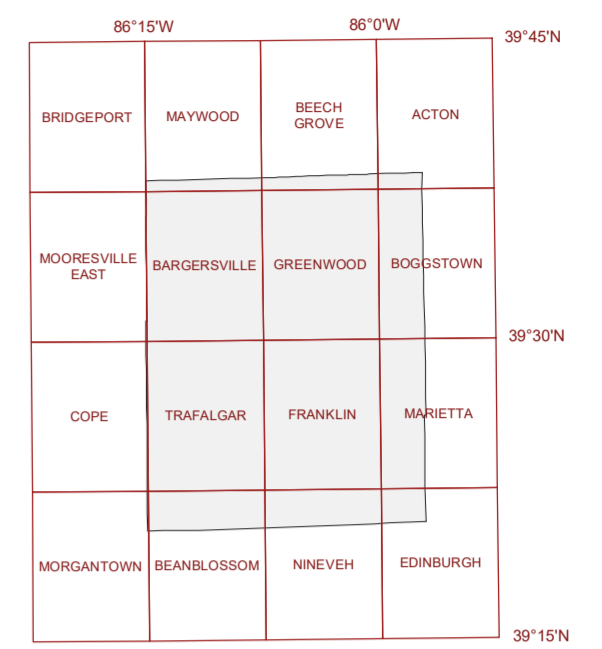 86°15'W 86°0'W
39°45'N
BRIDGEPORT MAYWOOD BEECH GROVE ACTON
MOORESVILLE EAST BARGERSVILLE GREENWOOD BOGGSTOWN
39°30'N
COPE TRAFALGAR FRANKLIN MARIETTA
MORGANTOWN BEANBLOSSOM NINEVEH EDINBURGH
39°15'N